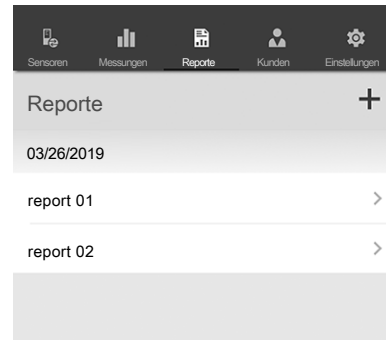 Sensoren Messungen Reporte Kunden Einstellungen
Reporte
03/26/2019
report 01
report 02